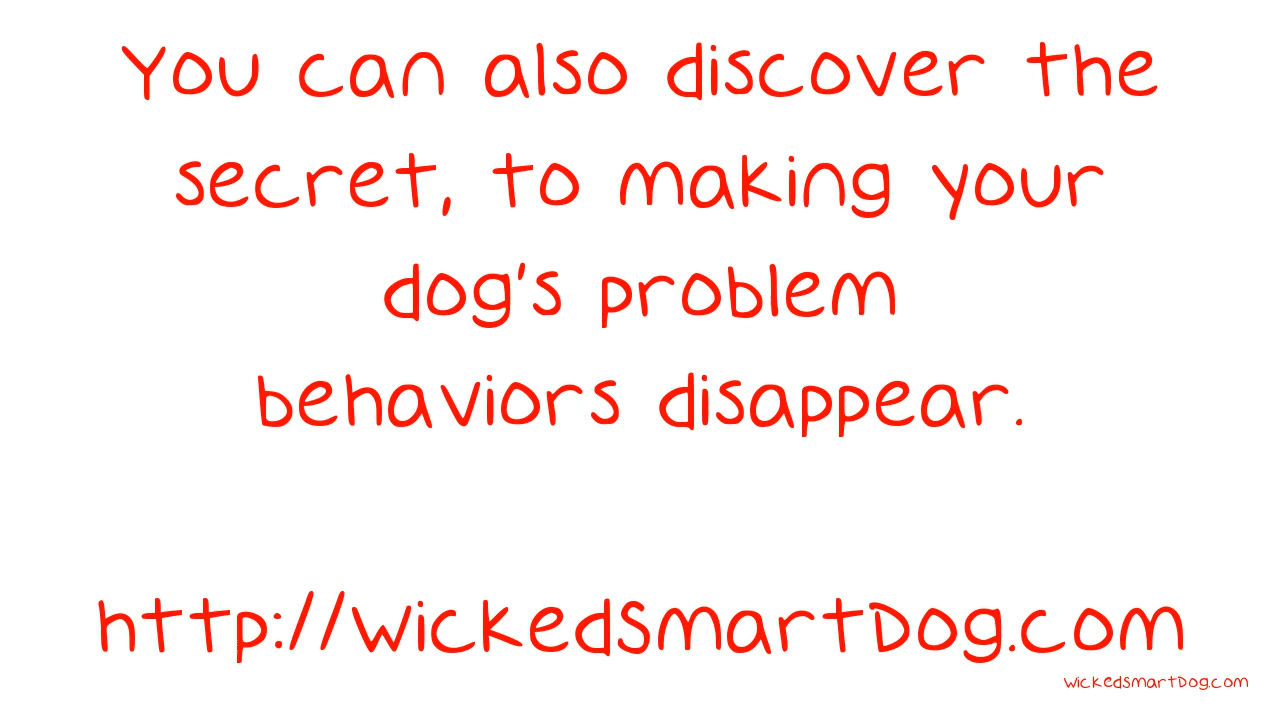 You can also discover the
secret, to making your
dog's problem
behaviors disappear.
http://WickedSmartDog.com
WickedSmartDog.com